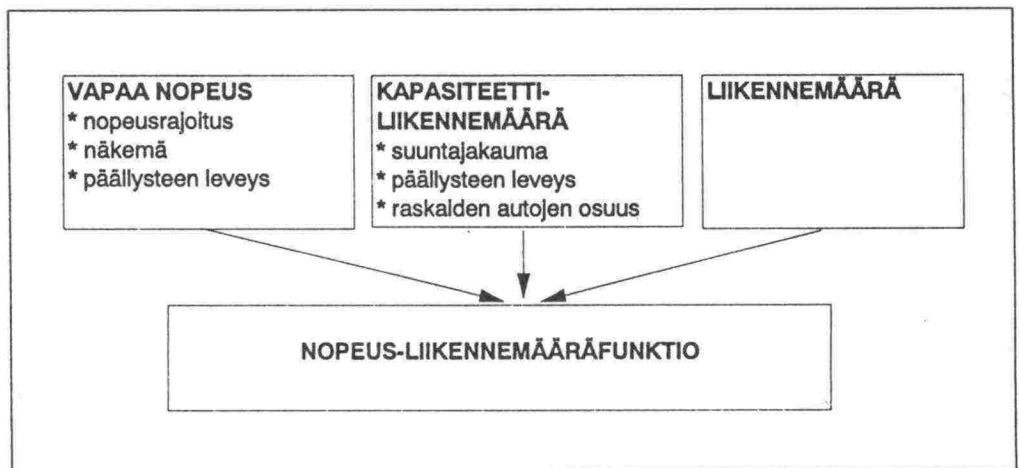 VAPAA NOPEUS
* nopeusrajoitus
* näkemä
* päällysteen leveys
KAPASITEETTI-
LIIKENNEMÄÄRÄ
* suuntajakauma
* päällysteen leveys
* raskaiden autojen osuus
LIIKENNEMÄÄRÄ
NOPEUS-LIIKENNEMÄÄRÄFUNKTIO